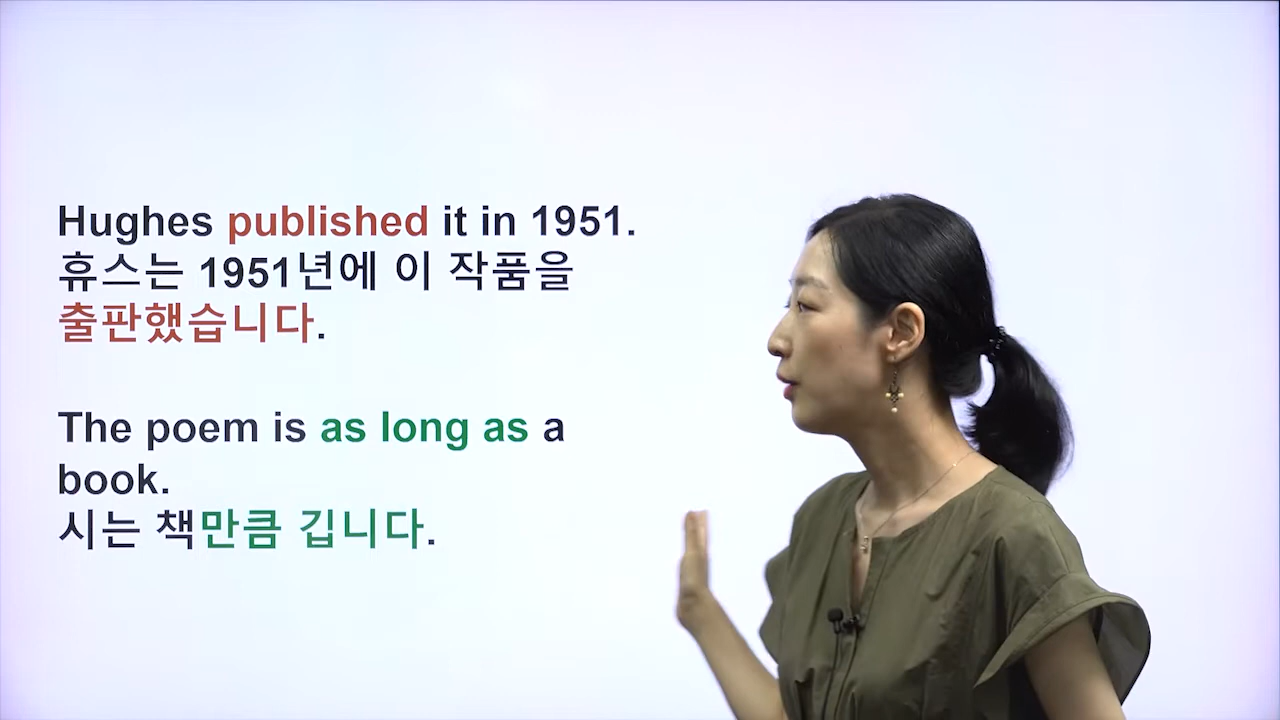 Hughes published it in 1951.
휴스는 1951년에 이 작품을
출판했습니다.
The poem is as long as a
book.
시는 책만큼 깁니다.